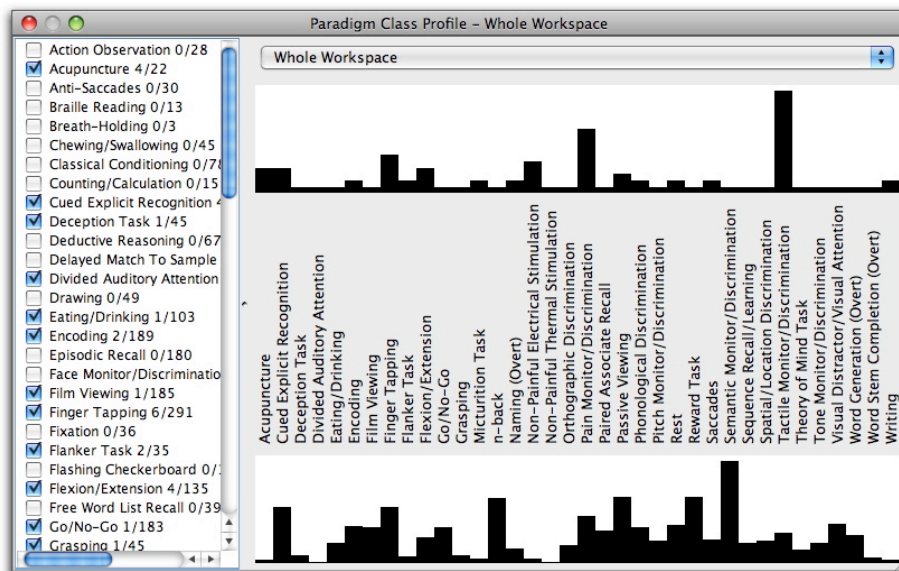 Paradigm Class Profile – Whole Workspace
Action Observation 0/28
Acupuncture 4/22
Anti-Saccades 0/30
Braille Reading 0/13
Breath-Holding 0/3
Chewing/Swallowing 0/45
Classical Conditioning 0/78
Counting/Calculation 0/15
Cued Explicit Recognition 4
Deception Task 1/45
Deductive Reasoning 0/67
Delayed Match To Sample
Divided Auditory Attention
Drawing 0/49
Eating/Drinking 1/103
Encoding 2/189
Episodic Recall 0/180
Face Monitor/Discriminatio
Film Viewing 1/185
Finger Tapping 6/291
Fixation 0/36
Flanker Task 2/35
Flashing Checkerboard 0/
Flexion/Extension 4/135
Free Word List Recall 0/39
Go/No-Go 1/183
Grasping 1/45
Whole Workspace
Acupuncture
Cued Explicit Recognition
Deception Task
Divided Auditory Attention
Eating/Drinking
Encoding
Film Viewing
Finger Tapping
Flanker Task
Flexion/Extension
Go/No-Go
Grasping
Micturition Task
n-back
Naming (Overt)
Non-Painful Electrical Stimulation
Non-Painful Thermal Stimulation
Orthographic Discrimination
Pain Monitor/Discrimination
Paired Associate Recall
Passive Viewing
Phonological Discrimination
Pitch Monitor/Discrimination
Rest
Reward Task
Saccades
Semantic Monitor/Discrimination
Sequence Recall/Learning
Spatial/Location Discrimination
Tactile Monitor/Discrimination
Theory of Mind Task
Tone Monitor/Discrimination
Visual Distractor/Visual Attention
Word Generation (Overt)
Word Stem Completion (Overt)
Writing